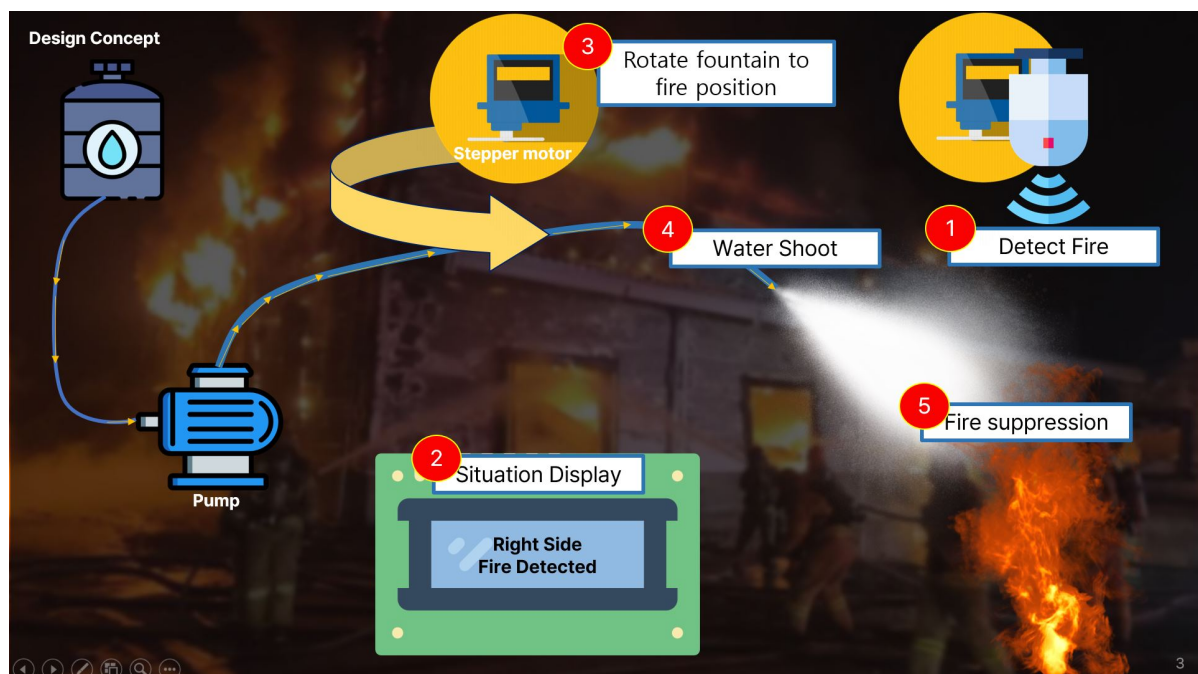 Design Concept
3
Rotate fountain to
fire position
Stepper motor
4
Water Shoot
1
Detect Fire
5
Fire suppression
Pump
2
Situation Display
Right Side
Fire Detected
3